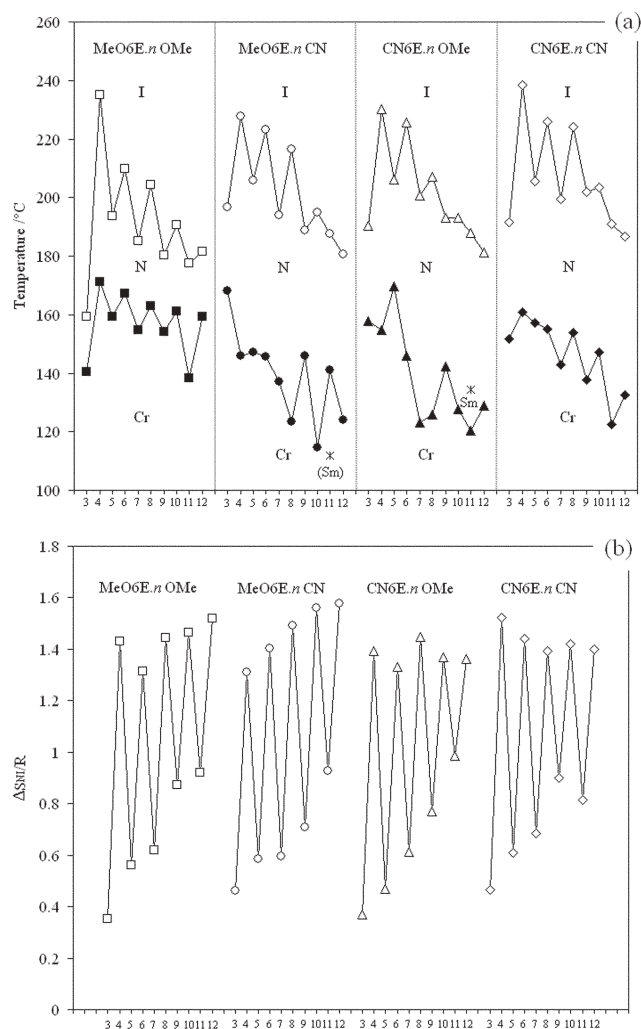 (a)
260
240
220
200
180
160
140
120
100
Temperature /°C
MeO6E.n OMe
MeO6E.n CN
CN6E.n OMe
CN6E.n CN
I
I
I
I
N
N
N
N
Cr
Cr
Cr
Cr
(Sm)
Sm
3 4 5 6 7 8 9 10 11 12
3 4 5 6 7 8 9 10 11 12
3 4 5 6 7 8 9 10 11 12
3 4 5 6 7 8 9 10 11 12
(b)
1.8
1.6
1.4
1.2
1
0.8
0.6
0.4
0.2
0
ΔSNI/R
MeO6E.n OMe
MeO6E.n CN
CN6E.n OMe
CN6E.n CN
3 4 5 6 7 8 9 10 11 12
3 4 5 6 7 8 9 10 11 12
3 4 5 6 7 8 9 10 11 12
3 4 5 6 7 8 9 10 11 12